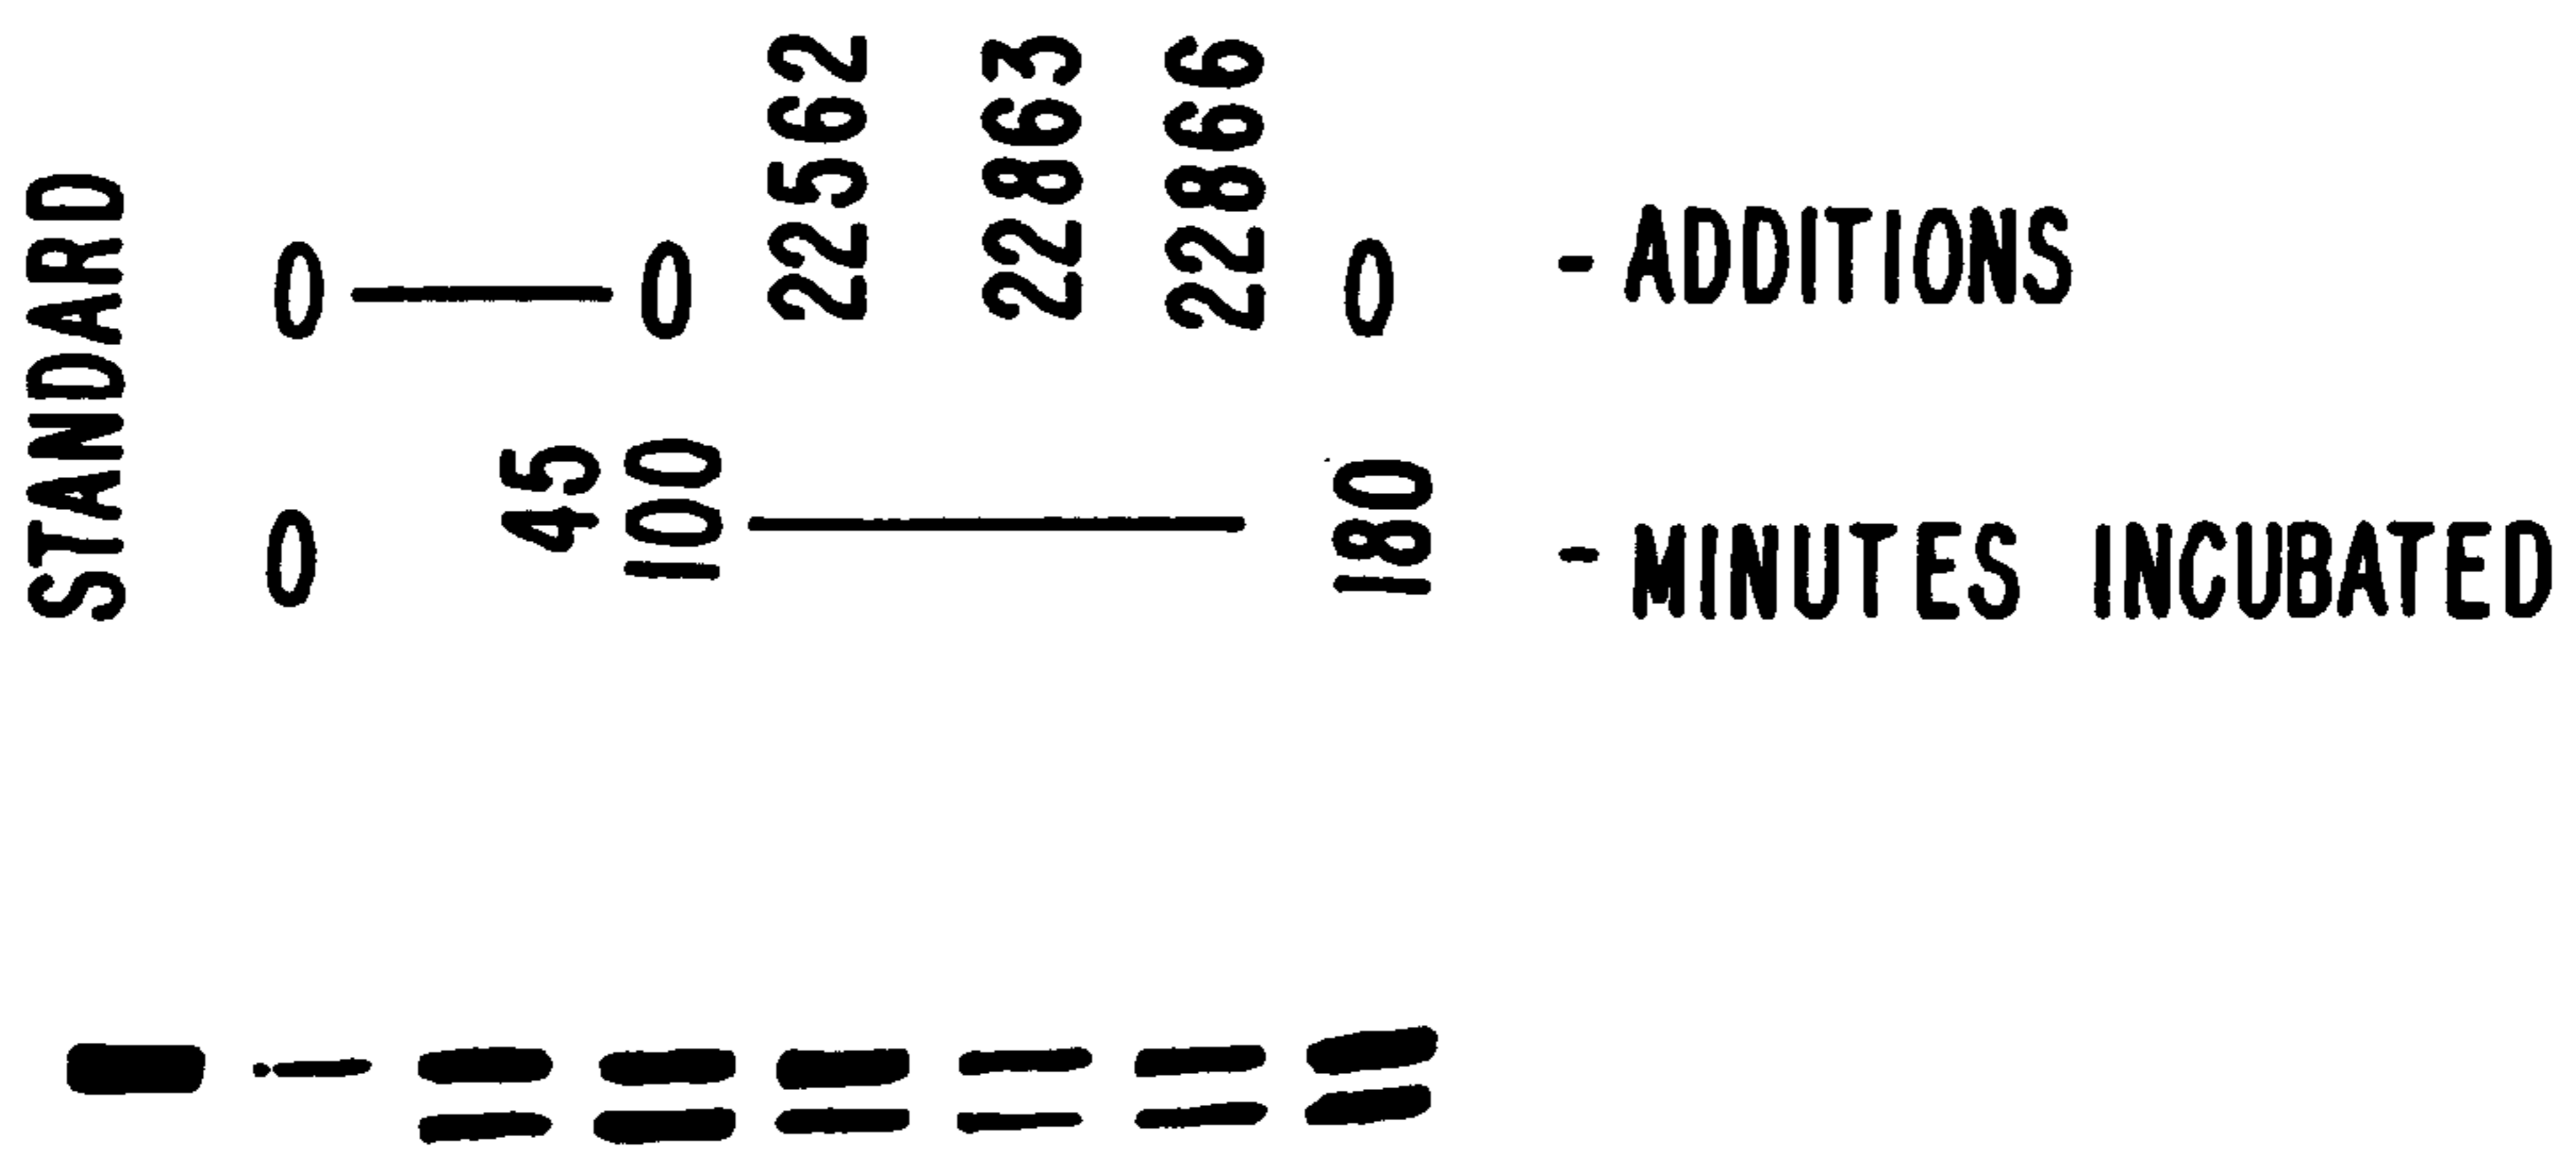 STANDARD
0 — 0 22562 22863 22866 0 - ADDITIONS
0 45 100 — 180 - MINUTES INCUBATED